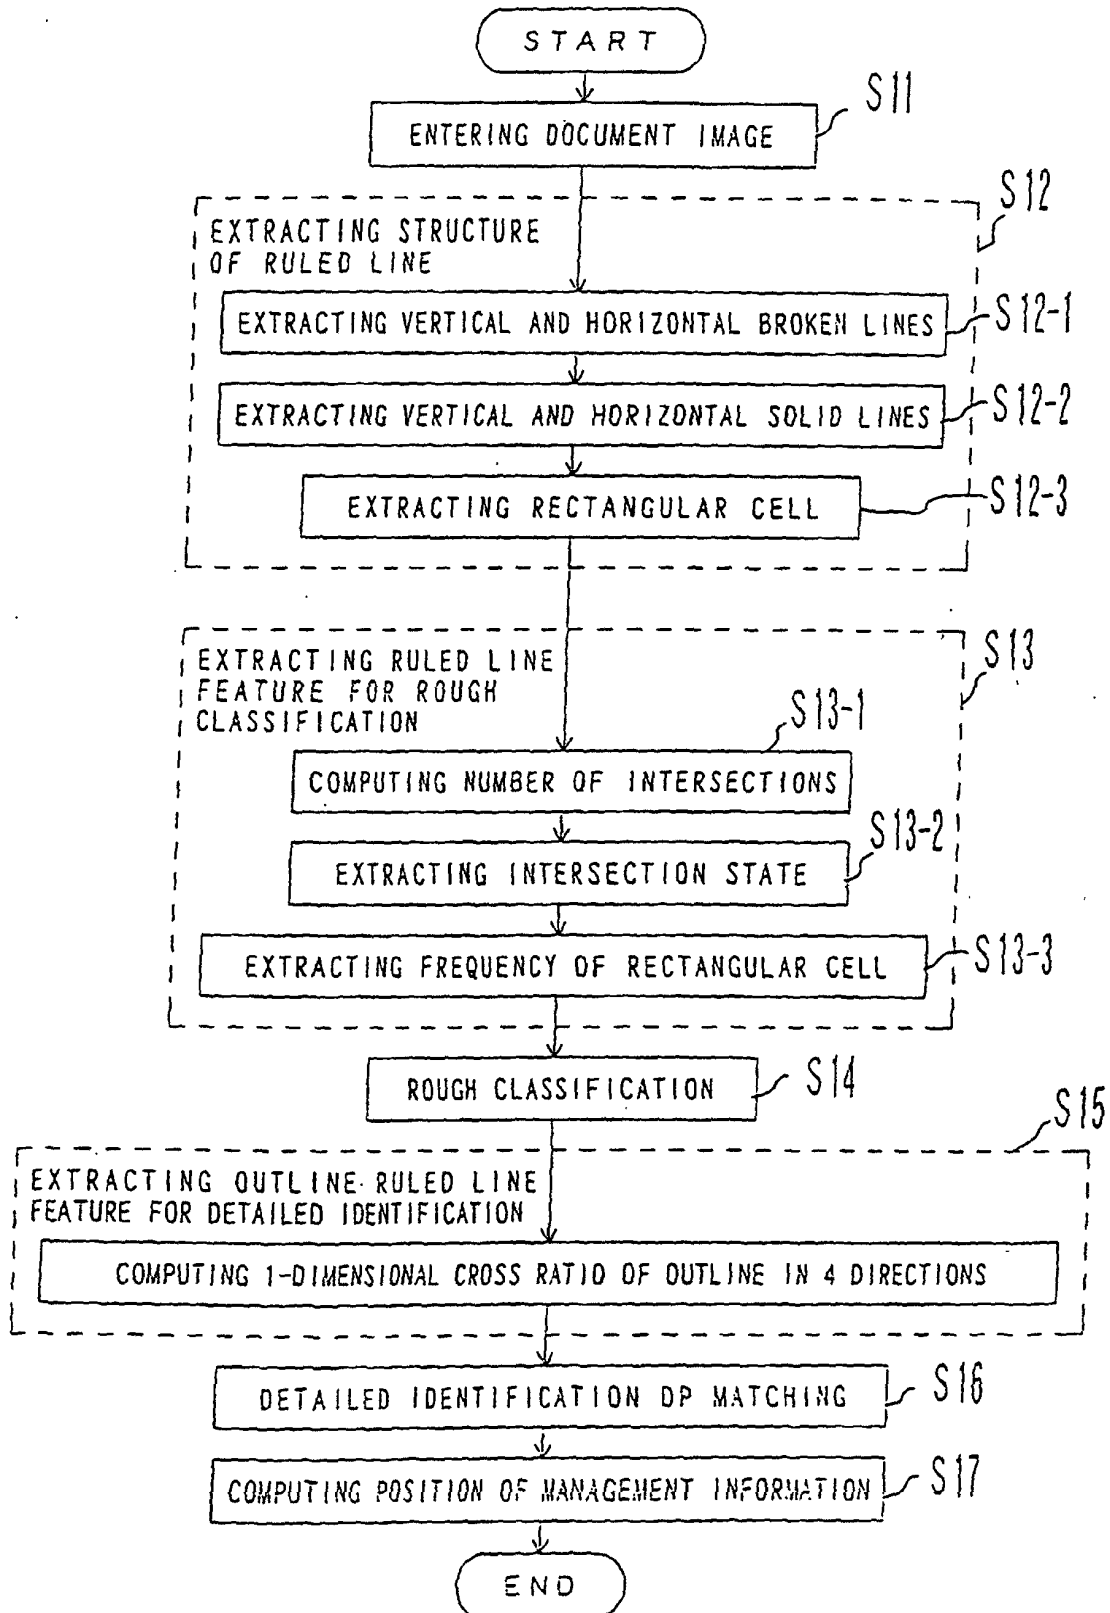 START
S11
ENTERING DOCUMENT IMAGE
S12
EXTRACTING STRUCTURE
OF RULED LINE
EXTRACTING VERTICAL AND HORIZONTAL BROKEN LINES
S12-1
EXTRACTING VERTICAL AND HORIZONTAL SOLID LINES
S12-2
EXTRACTING RECTANGULAR CELL
S12-3
S13
EXTRACTING RULED LINE
FEATURE FOR ROUGH
CLASSIFICATION
S13-1
COMPUTING NUMBER OF INTERSECTIONS
S13-2
EXTRACTING INTERSECTION STATE
EXTRACTING FREQUENCY OF RECTANGULAR CELL
S13-3
ROUGH CLASSIFICATION
S14
S15
EXTRACTING OUTLINE RULED LINE
FEATURE FOR DETAILED IDENTIFICATION
COMPUTING 1-DIMENSIONAL CROSS RATIO OF OUTLINE IN 4 DIRECTIONS
DETAILED IDENTIFICATION DP MATCHING
S16
COMPUTING POSITION OF MANAGEMENT INFORMATION
S17
END